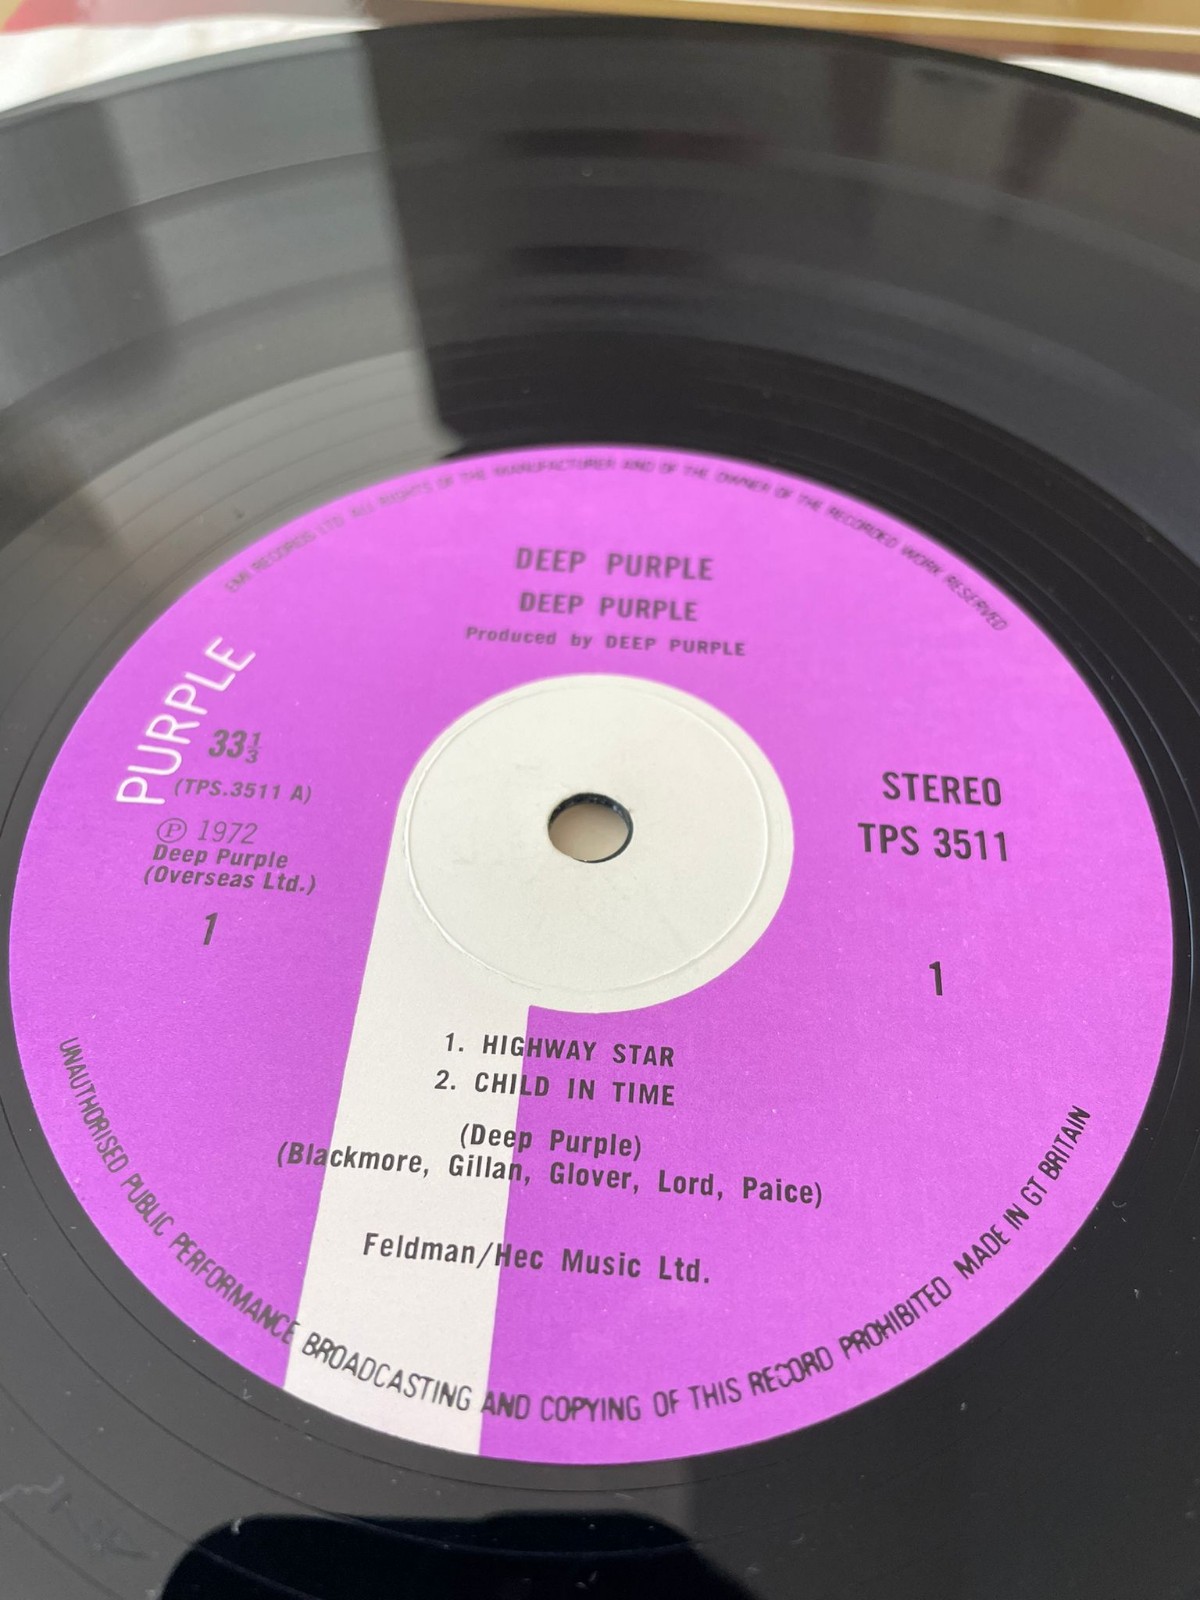 EMI RECORDS LTD ALL RIGHTS OF THE MANUFACTURER AND OF THE OWNER OF THE RECORDED WORK RESERVED
DEEP PURPLE
DEEP PURPLE
Produced by DEEP PURPLE
PURPLE
33⅓
(TPS.3511 A)
Ⓟ 1972
Deep Purple
(Overseas Ltd.)
1
STEREO
TPS 3511
1
1. HIGHWAY STAR
2. CHILD IN TIME
(Deep Purple)
(Blackmore, Gillan, Glover, Lord, Paice)
Feldman/Hec Music Ltd.
UNAUTHORISED PUBLIC PERFORMANCE BROADCASTING AND COPYING OF THIS RECORD PROHIBITED MADE IN GT BRITAIN